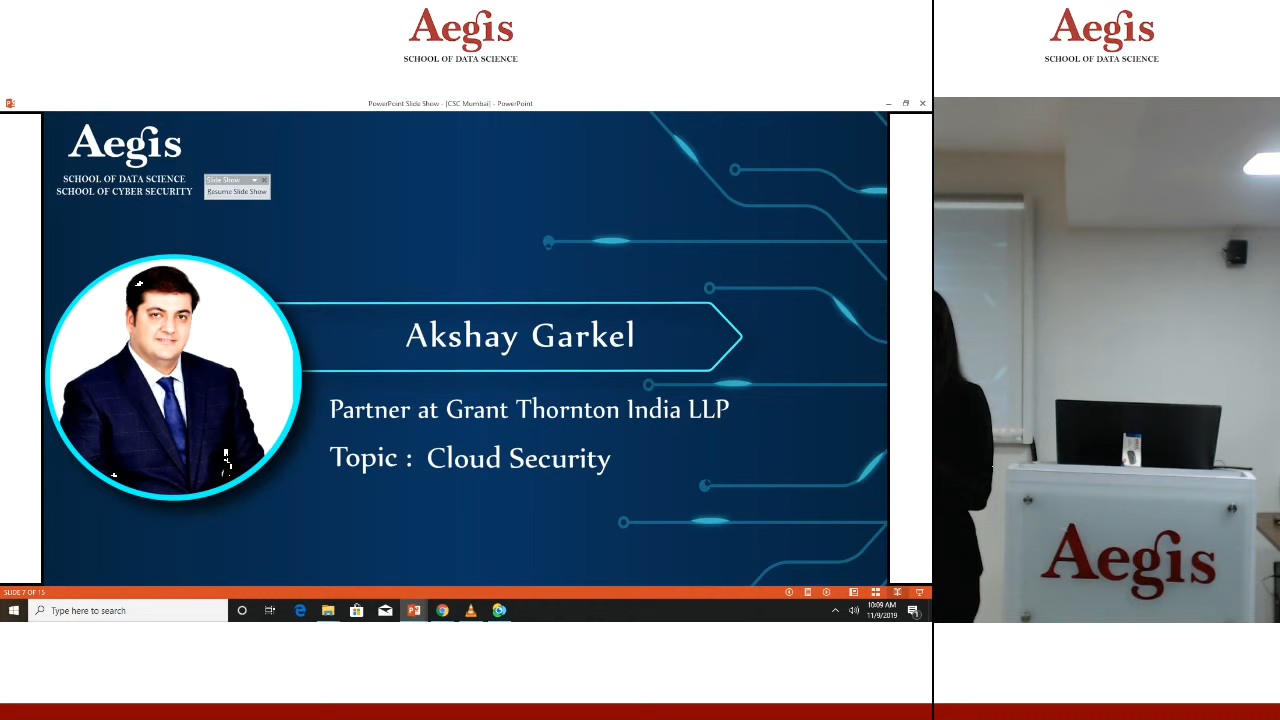 Aegis
SCHOOL OF DATA SCIENCE
Aegis
SCHOOL OF DATA SCIENCE
PowerPoint Slide Show - [CSC Mumbai] - PowerPoint
Aegis
SCHOOL OF DATA SCIENCE
SCHOOL OF CYBER SECURITY
Slide Show
Resume Slide Show
Akshay Garkel
Partner at Grant Thornton India LLP
Topic : Cloud Security
Aegis
SLIDE 7 OF 15
Type here to search
10:09 AM
11/9/2019